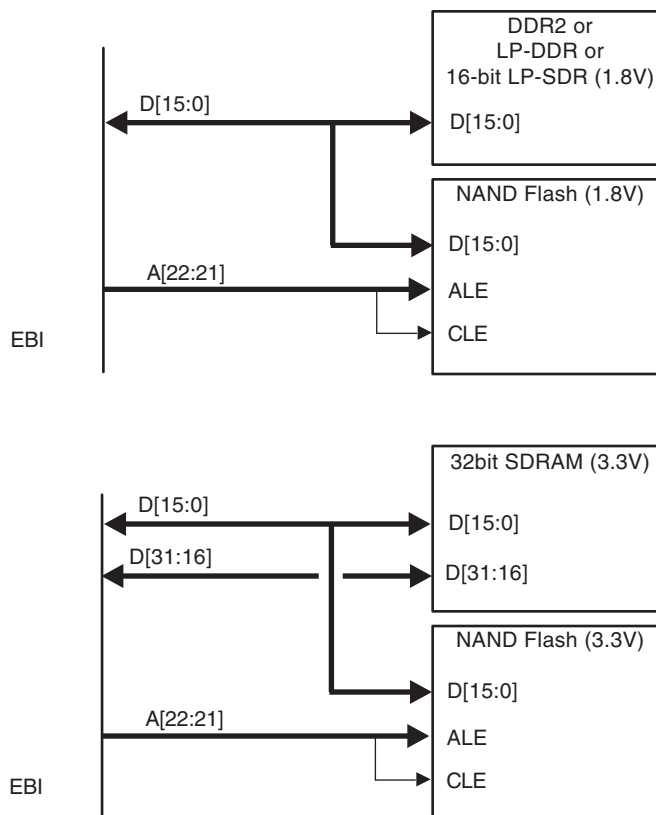 DDR2 or
LP-DDR or
16-bit LP-SDR (1.8V)
D[15:0]
D[15:0]
NAND Flash (1.8V)
D[15:0]
A[22:21]
ALE
EBI
CLE
32bit SDRAM (3.3V)
D[15:0]
D[15:0]
D[31:16]
D[31:16]
NAND Flash (3.3V)
D[15:0]
A[22:21]
ALE
EBI
CLE